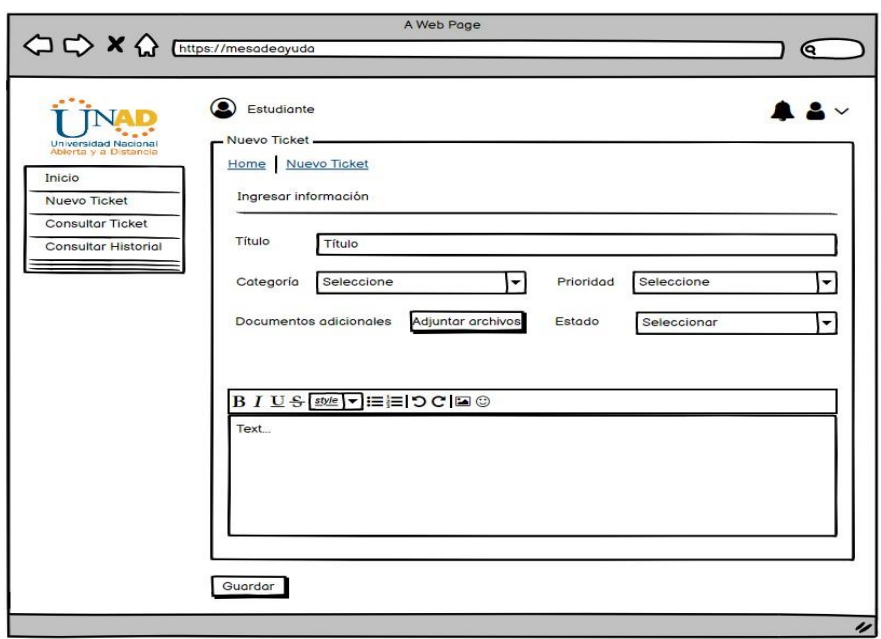 A Web Page
https://mesadeayuda
UNAD
Universidad Nacional
Abierta y a Distancia
Estudiante
Inicio
Nuevo Ticket
Consultar Ticket
Consultar Historial
Nuevo Ticket
Home | Nuevo Ticket
Ingresar información
Título Título
Categoría Seleccione Prioridad Seleccione
Documentos adicionales Adjuntar archivos Estado Seleccionar
B I U S style
Text...
Guardar